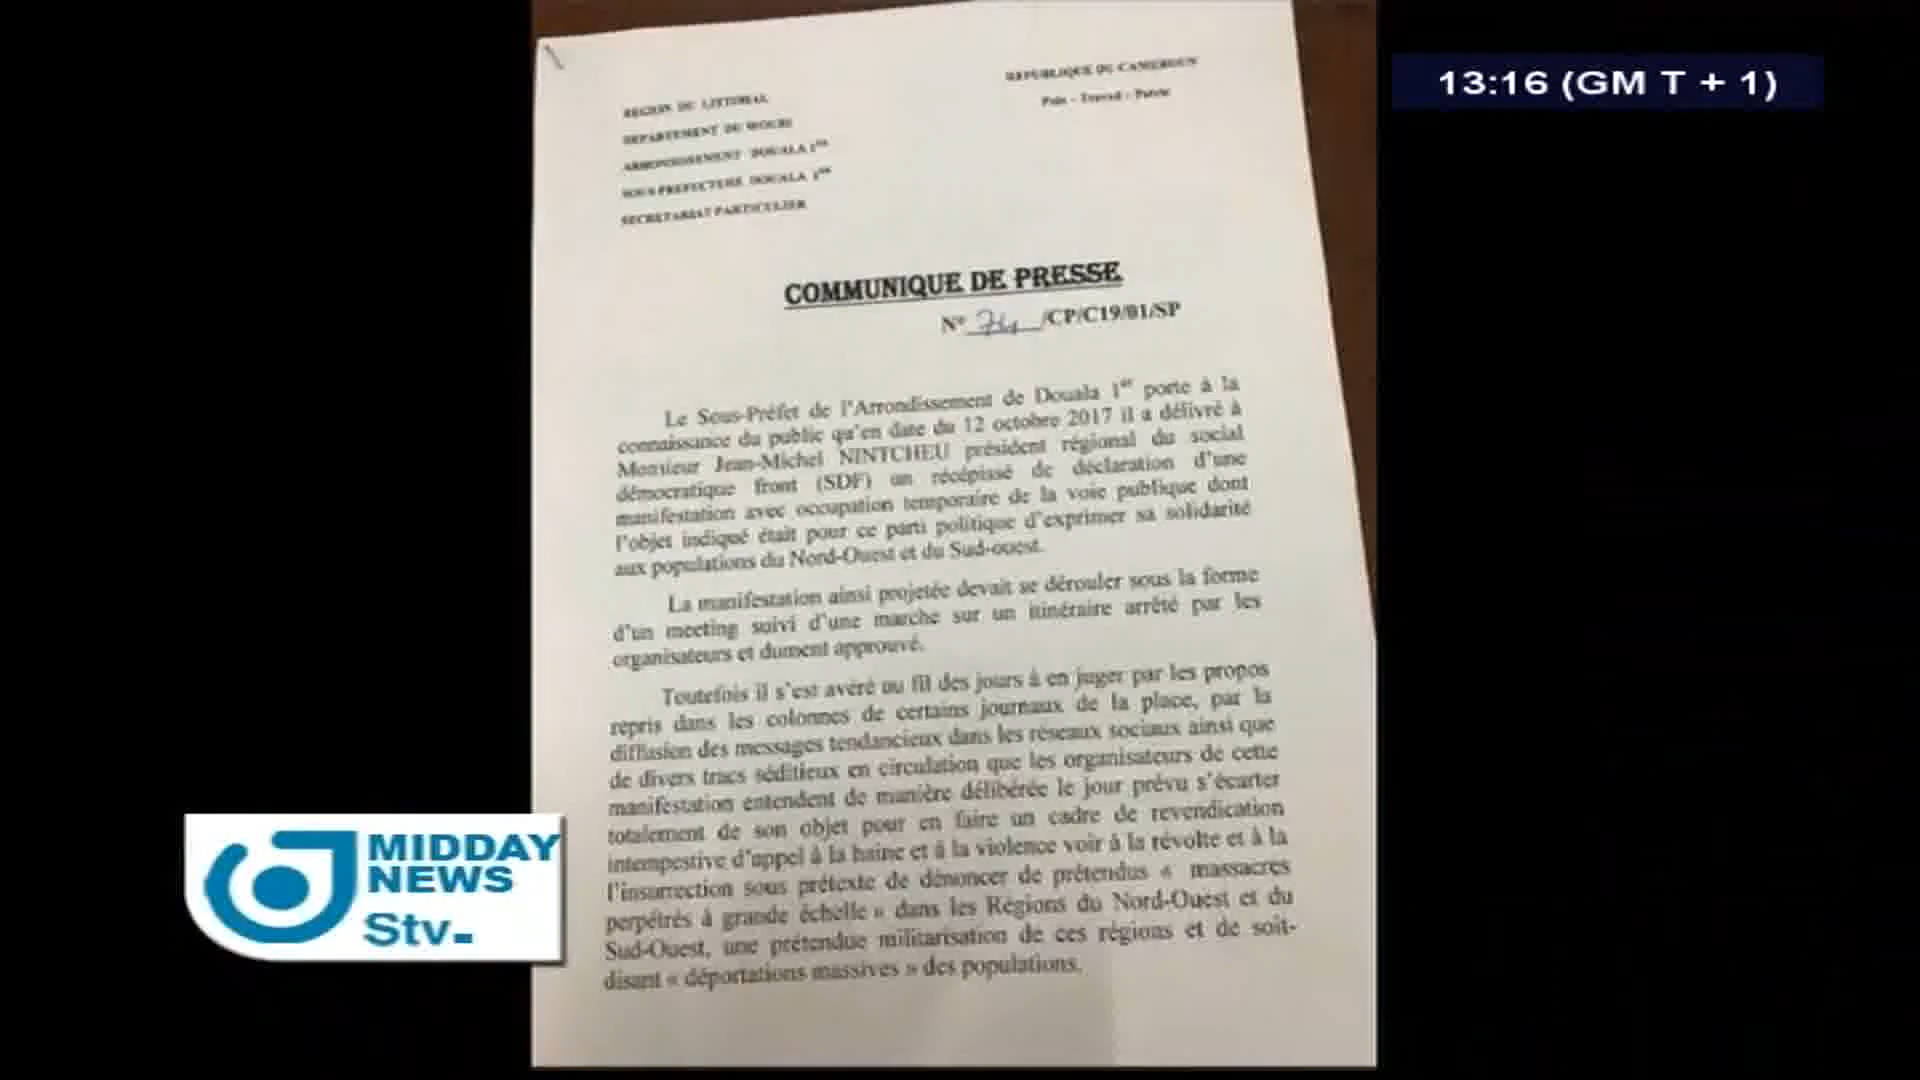 13:16 (GM T + 1)
REPUBLIQUE DU CAMEROUN
Paix - Travail - Patrie
REGION DU LITTORAL
DEPARTEMENT DU WOURI
ARRONDISSEMENT DOUALA 1er
SOUS PREFECTURE DOUALA 1er
SECRETARIAT PARTICULIER
COMMUNIQUE DE PRESSE
N° 74 /CP/C19/01/SP
Le Sous-Préfet de l'Arrondissement de Douala 1er porte à la
connaissance du public qu'en date du 12 octobre 2017 il a délivré à
Monsieur Jean-Michel NINTCHEU président régional du social
démocratique front (SDF) un récépissé de déclaration d'une
manifestation avec occupation temporaire de la voie publique dont
l'objet indiqué était pour ce parti politique d'exprimer sa solidarité
aux populations du Nord-Ouest et du Sud-ouest.
La manifestation ainsi projetée devait se dérouler sous la forme
d'un meeting suivi d'une marche sur un itinéraire arrêté par les
organisateurs et dument approuvé.
Toutefois il s'est avéré au fil des jours à en juger par les propos
repris dans les colonnes de certains journaux de la place, par la
diffusion des messages tendancieux dans les réseaux sociaux ainsi que
de divers tracs séditieux en circulation que les organisateurs de cette
manifestation entendent de manière délibérée le jour prévu s'écarter
totalement de son objet pour en faire un cadre de revendication
intempestive d'appel à la haine et à la violence voir à la révolte et à la
l'insurrection sous prétexte de dénoncer de prétendus « massacres
perpétrés à grande échelle » dans les Régions du Nord-Ouest et du
Sud-Ouest, une prétendue militarisation de ces régions et de soit-
disant « déportations massives » des populations.
MIDDAY
NEWS
Stv